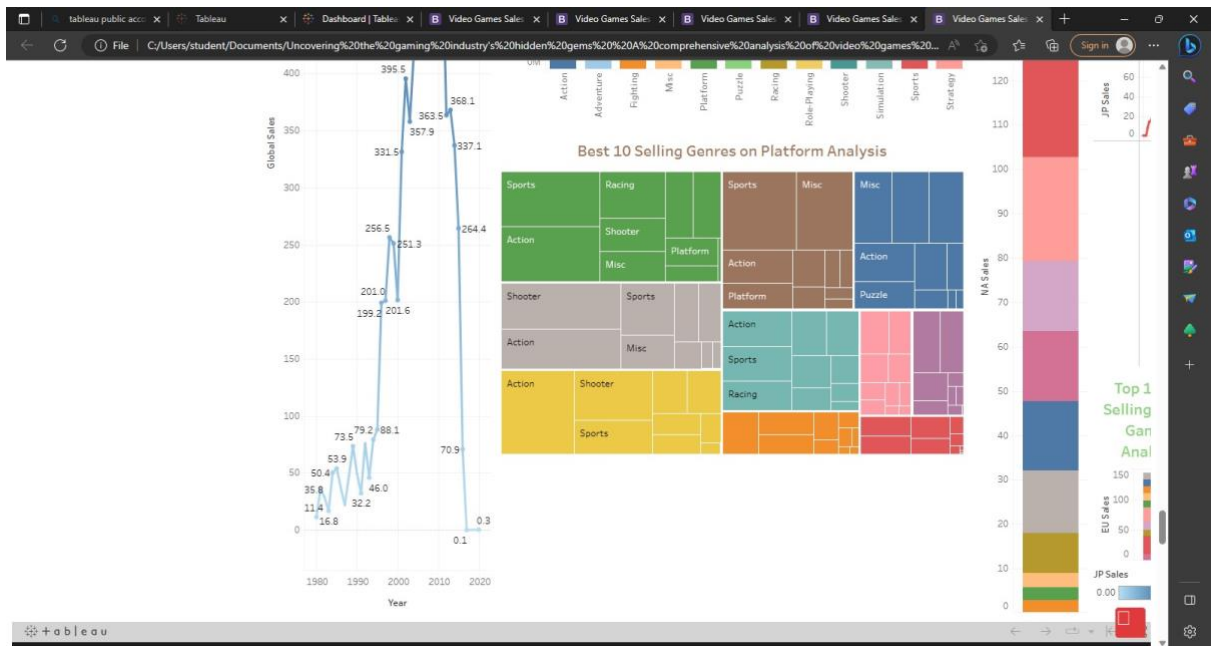 tableau public acco
Tableau
Dashboard | Tablea
Video Games Sales
Video Games Sales
Video Games Sales
Video Games Sales
Video Games Sales
File
C:/Users/student/Documents/Uncovering%20the%20gaming%20industry's%20hidden%20gems%20%20A%20comprehensive%20analysis%20of%20video%20games%20...
Sign in
Global Sales
400
350
300
250
200
150
100
50
0
395.5
363.5
368.1
357.9
331.5
337.1
256.5
251.3
264.4
201.0
199.2
201.6
79.2
88.1
73.5
53.9
50.4
35.8
46.0
32.2
11.4
16.8
70.9
0.1
0.3
1980
1990
2000
2010
2020
Year
0M
Action
Adventure
Fighting
Misc
Platform
Puzzle
Racing
Role-Playing
Shooter
Simulation
Sports
Strategy
Best 10 Selling Genres on Platform Analysis
Sports
Racing
Action
Shooter
Platform
Misc
Sports
Misc
Action
Platform
Misc
Action
Puzzle
Shooter
Sports
Action
Misc
Action
Sports
Racing
Action
Shooter
Sports
NA Sales
120
110
100
90
80
70
60
50
40
30
20
10
0
JP Sales
60
40
20
0
Top 1
Selling
Gan
Anal
EU Sales
150
100
50
0
JP Sales
0.00
+ableau